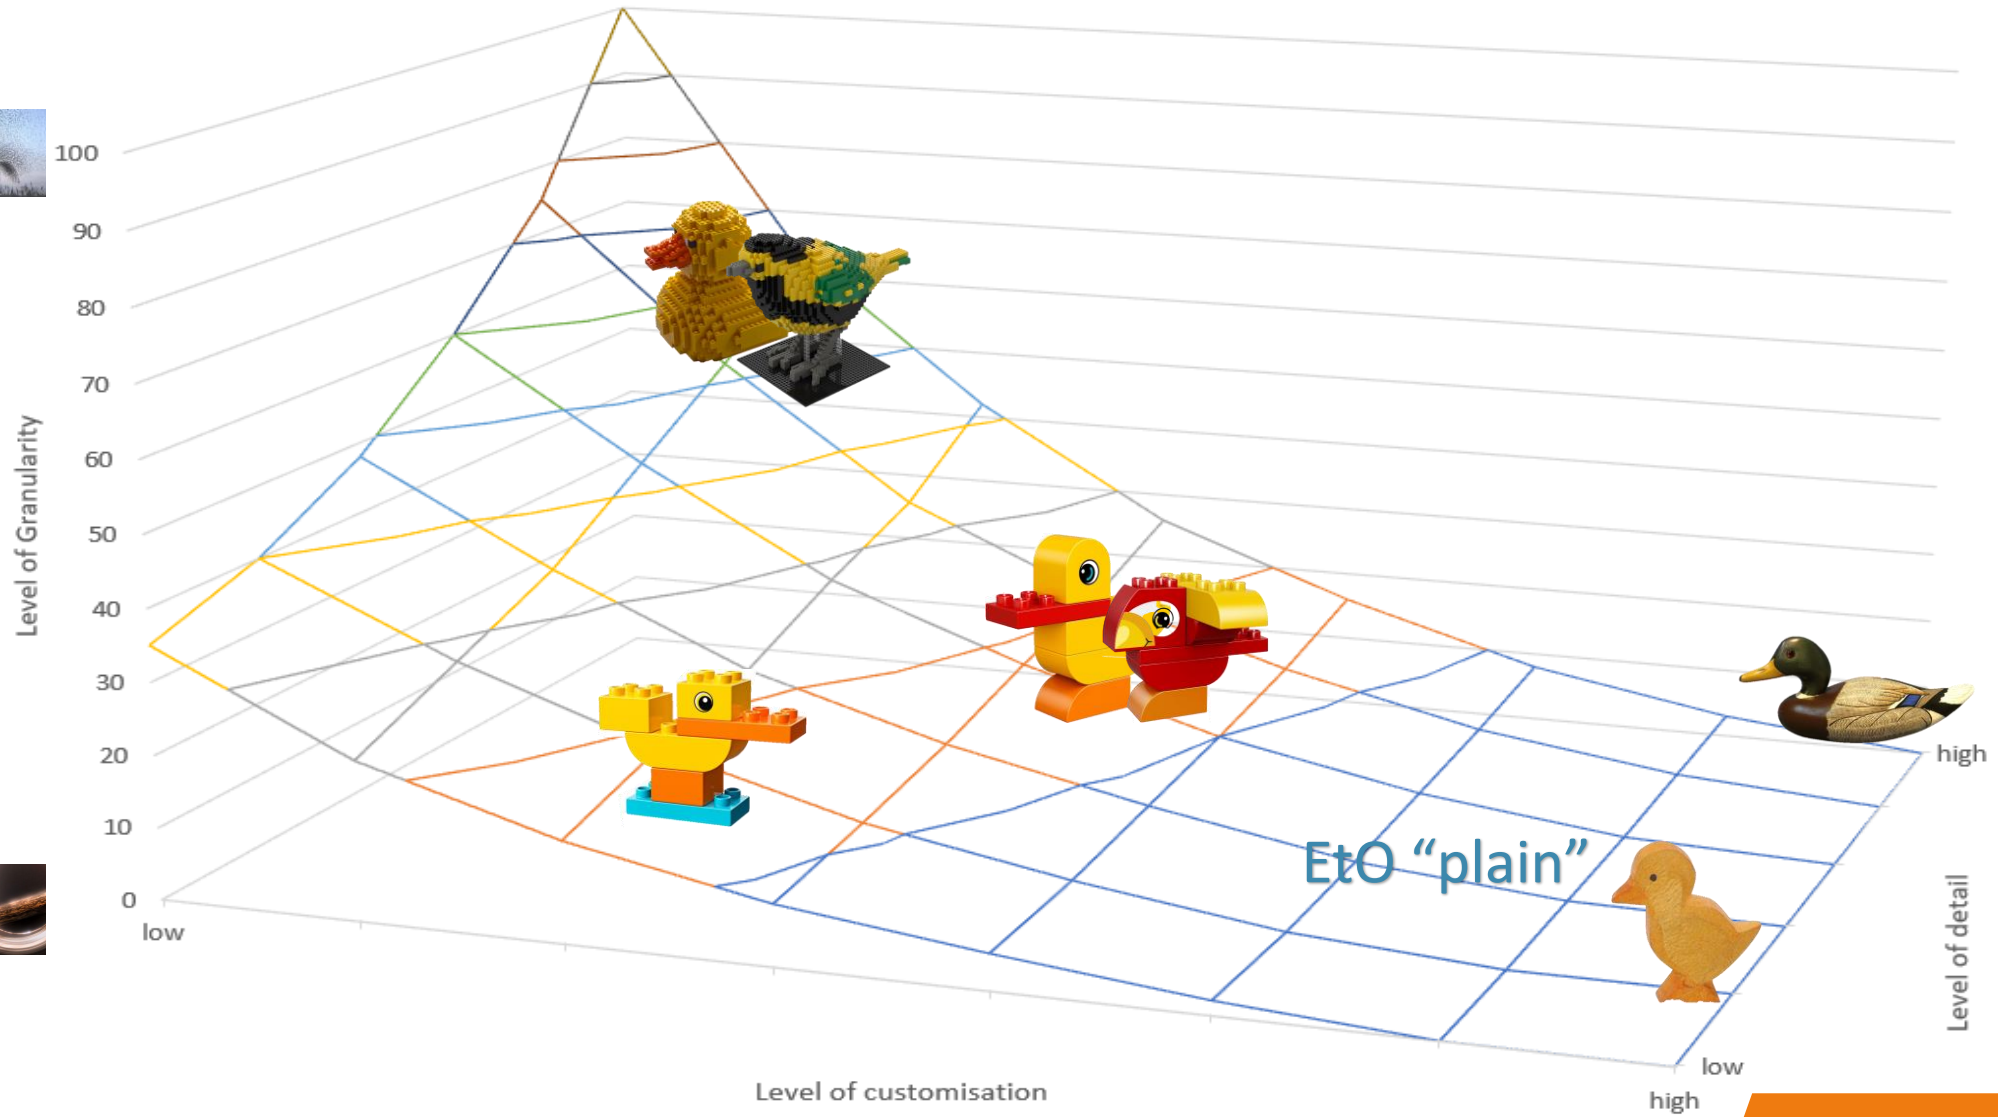 100
90
80
70
60
50
40
30
20
10
0
Level of Granularity
low
Level of customisation
high
low
high
Level of detail
EtO “plain”